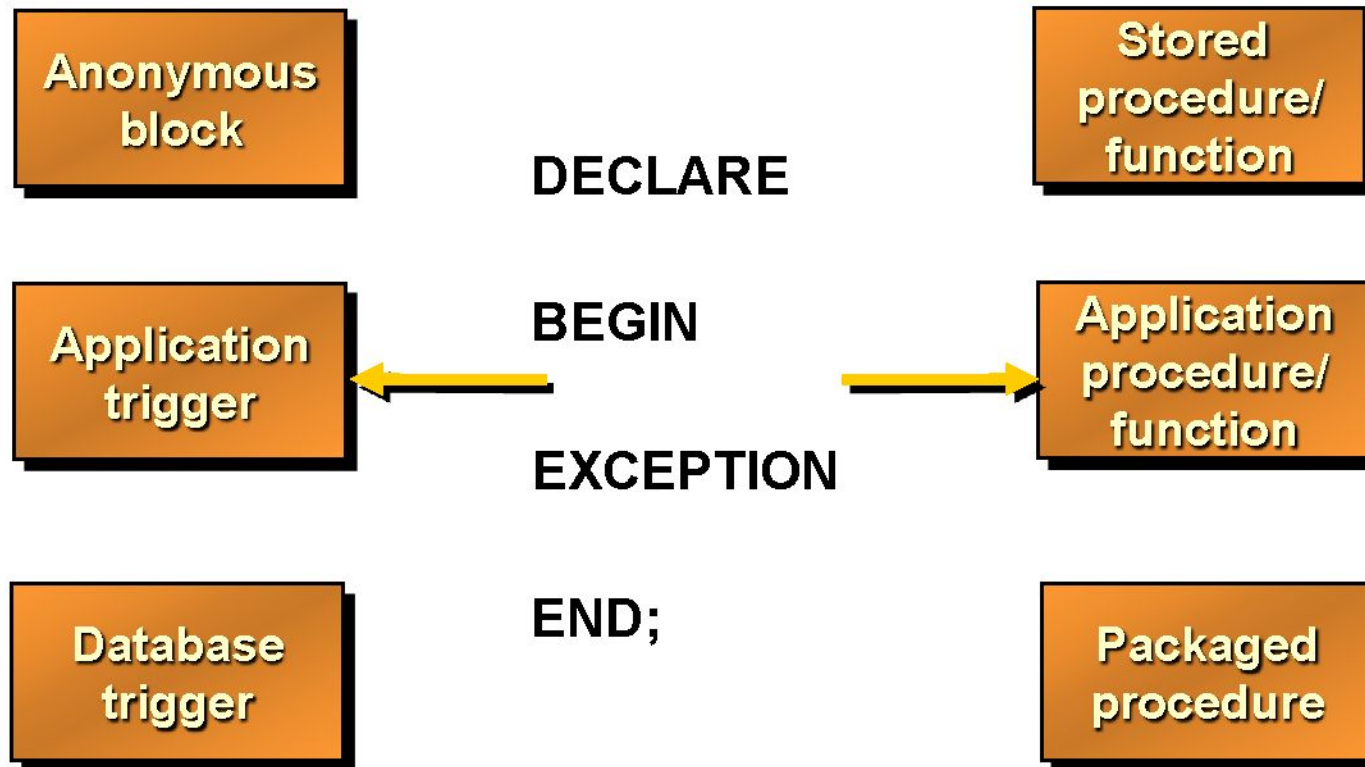 Anonymous
block
Application
trigger
Database
trigger
DECLARE
BEGIN
EXCEPTION
END;
Stored
procedure/
function
Application
procedure/
function
Packaged
procedure